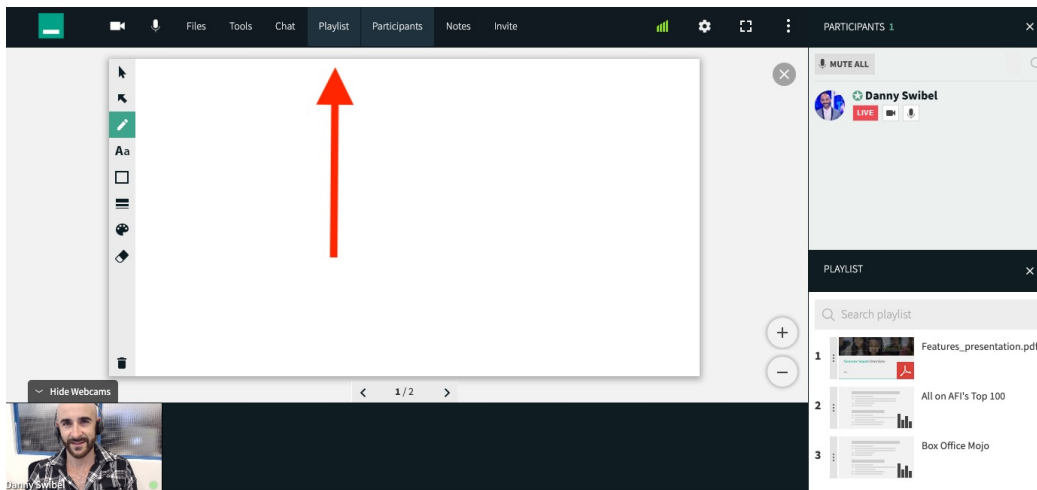 Files Tools Chat Playlist Participants Notes Invite
PARTICIPANTS 1
MUTE ALL
Danny Swibel
LIVE
Aa
Hide Webcams
1/2
Danny Swibel
PLAYLIST
Search playlist
1 Features_presentation.pdf
2 All on AFI's Top 100
3 Box Office Mojo